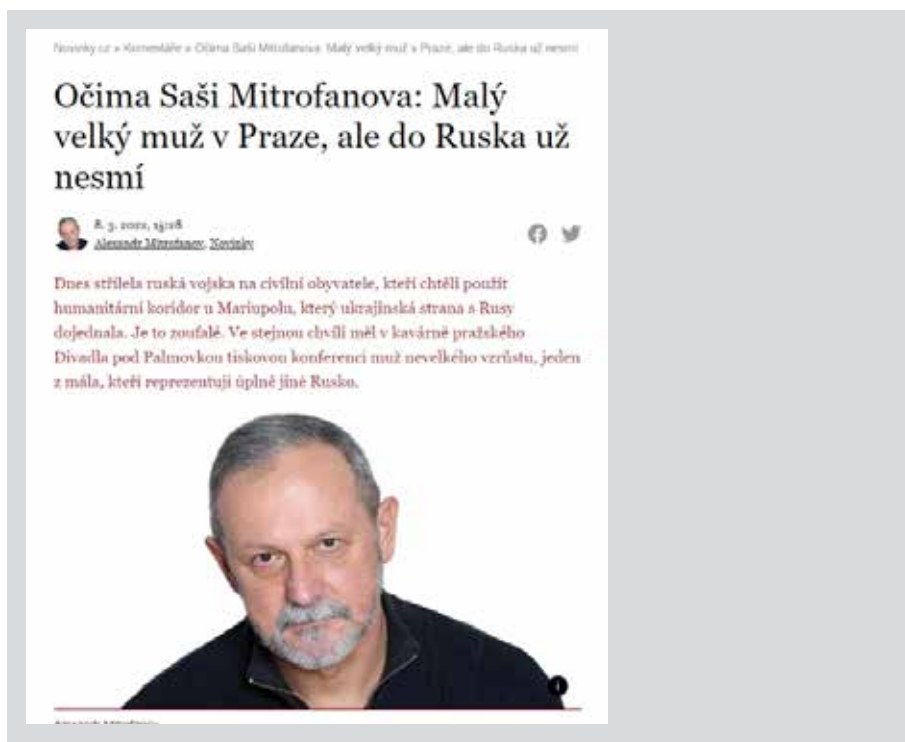 Novinky.cz » Komentáře » Očima Saši Mitrofanova: Malý velký muž v Praze, ale do Ruska už nesmí
Očima Saši Mitrofanova: Malý
velký muž v Praze, ale do Ruska už
nesmí
8. 3. 2022, 15:28
Alexandr Mitrofanov, Novinky
Dnes střílela ruská vojska na civilní obyvatele, kteří chtěli použít
humanitární koridor u Mariupolu, který ukrajinská strana s Rusy
dojednala. Je to zoufalé. Ve stejnou chvíli měl v kavárně pražského
Divadla pod Palmovkou tiskovou konferenci muž nevelkého vzrůstu, jeden
z mála, kteří reprezentují úplně jiné Rusko.